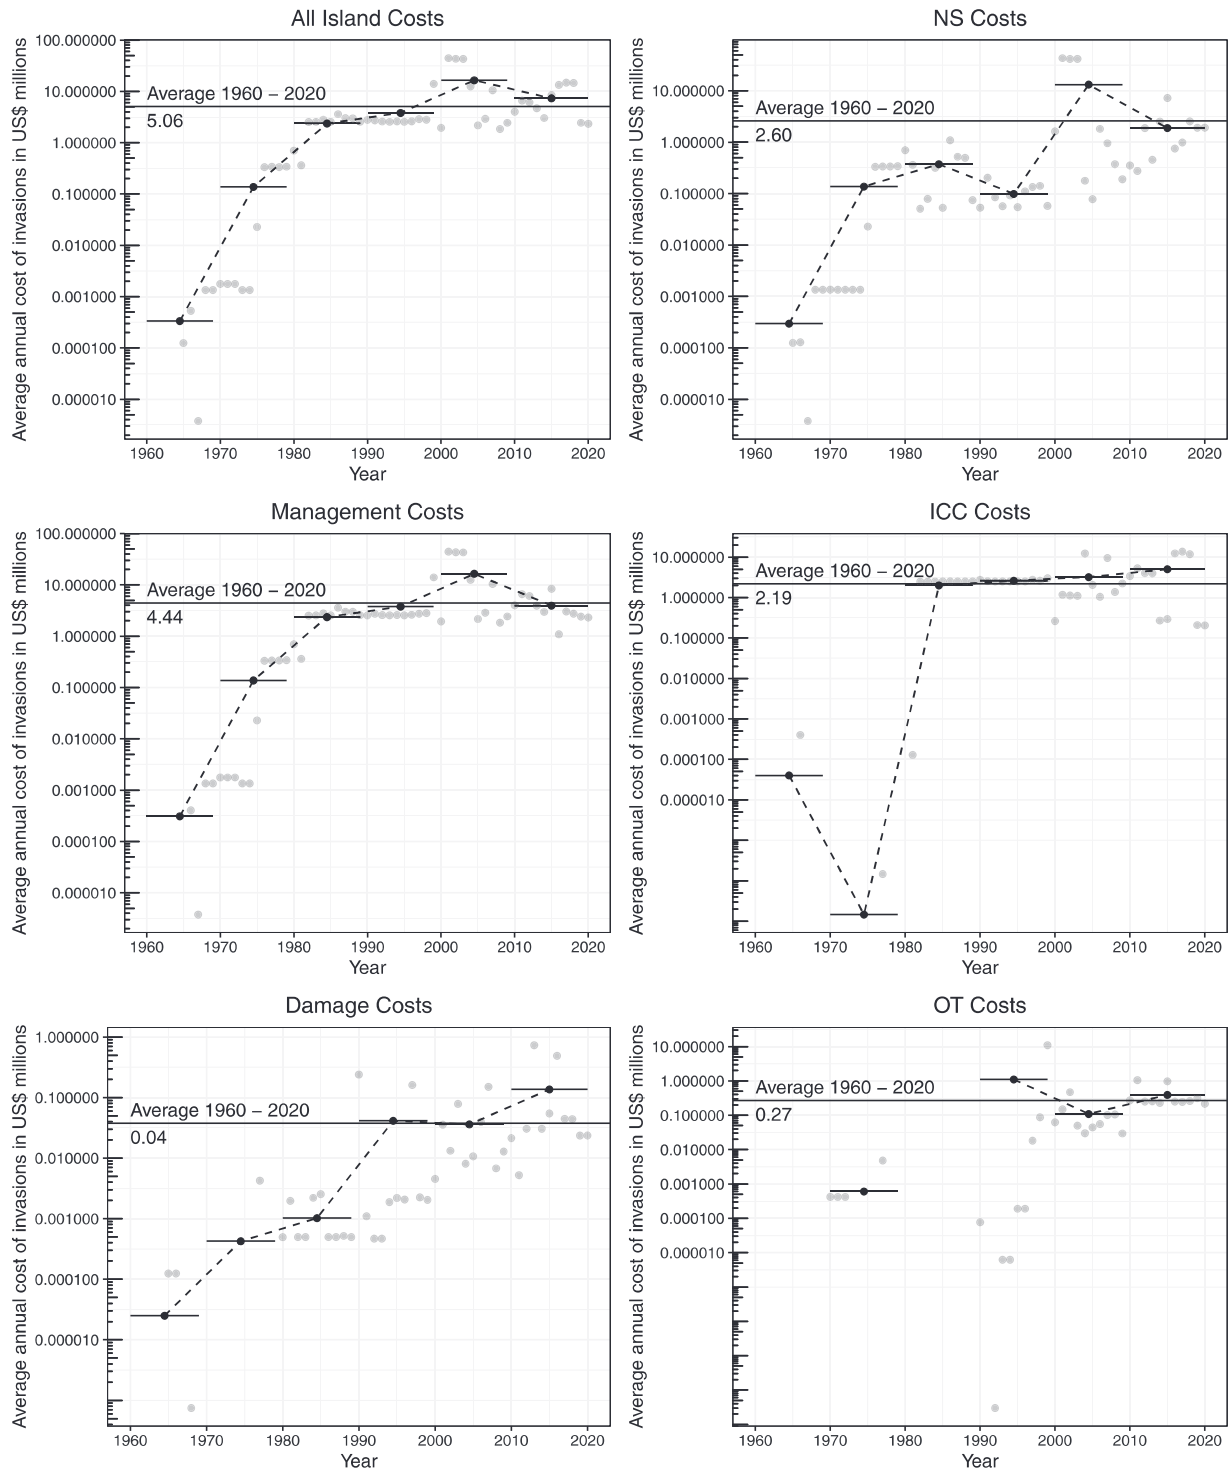 All Island Costs
Average annual cost of invasions in US$ millions
100.000000
10.000000
1.000000
0.100000
0.010000
0.001000
0.000100
0.000010
Average 1960 – 2020
5.06
1960 1970 1980 1990 2000 2010 2020
Year
NS Costs
Average annual cost of invasions in US$ millions
10.000000
1.000000
0.100000
0.010000
0.001000
0.000100
0.000010
Average 1960 – 2020
2.60
1960 1970 1980 1990 2000 2010 2020
Year
Management Costs
Average annual cost of invasions in US$ millions
100.000000
10.000000
1.000000
0.100000
0.010000
0.001000
0.000100
0.000010
Average 1960 – 2020
4.44
1960 1970 1980 1990 2000 2010 2020
Year
ICC Costs
Average annual cost of invasions in US$ millions
10.000000
1.000000
0.100000
0.010000
0.001000
0.000100
0.000010
Average 1960 – 2020
2.19
1960 1970 1980 1990 2000 2010 2020
Year
Damage Costs
Average annual cost of invasions in US$ millions
1.000000
0.100000
0.010000
0.001000
0.000100
0.000010
Average 1960 – 2020
0.04
1960 1970 1980 1990 2000 2010 2020
Year
OT Costs
Average annual cost of invasions in US$ millions
10.000000
1.000000
0.100000
0.010000
0.001000
0.000100
0.000010
Average 1960 – 2020
0.27
1960 1970 1980 1990 2000 2010 2020
Year